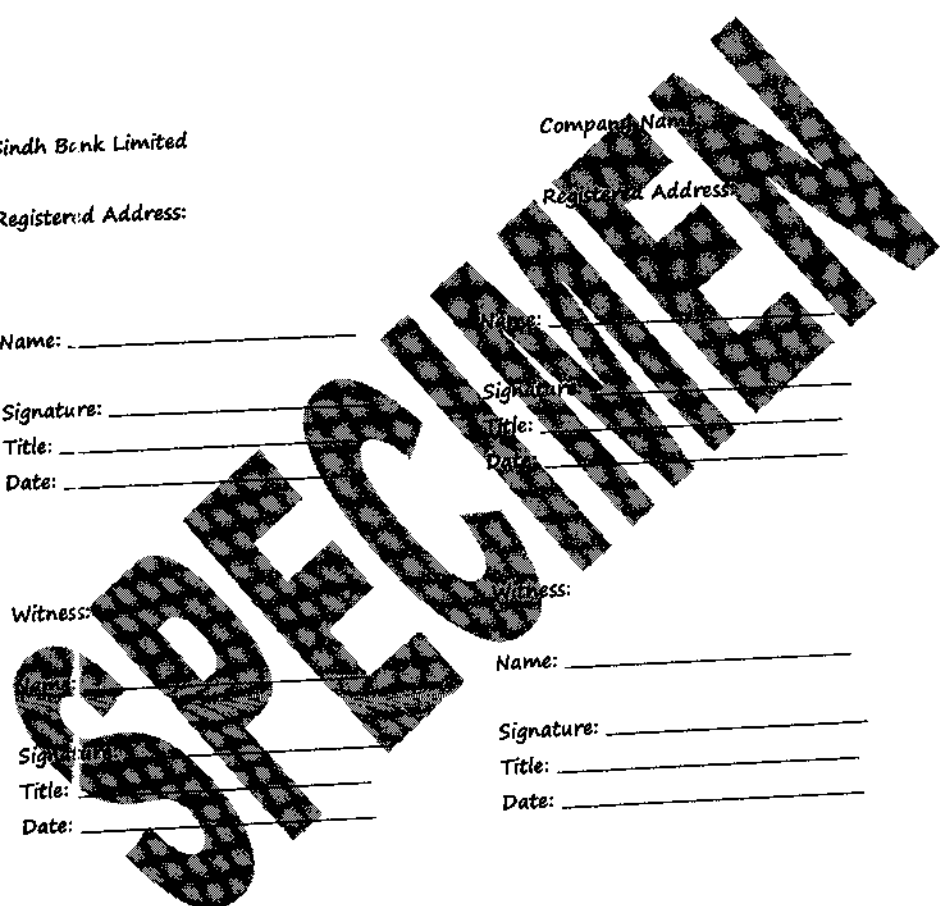 Sindh Bank Limited
Registered Address:
Name:
Signature:
Title:
Date:
Witness:
Name:
Signature:
Title:
Date:
Company Name
Registered Address:
Name:
Signature:
Title:
Date:
Witness:
Name:
Signature:
Title:
Date:
SPECIMEN